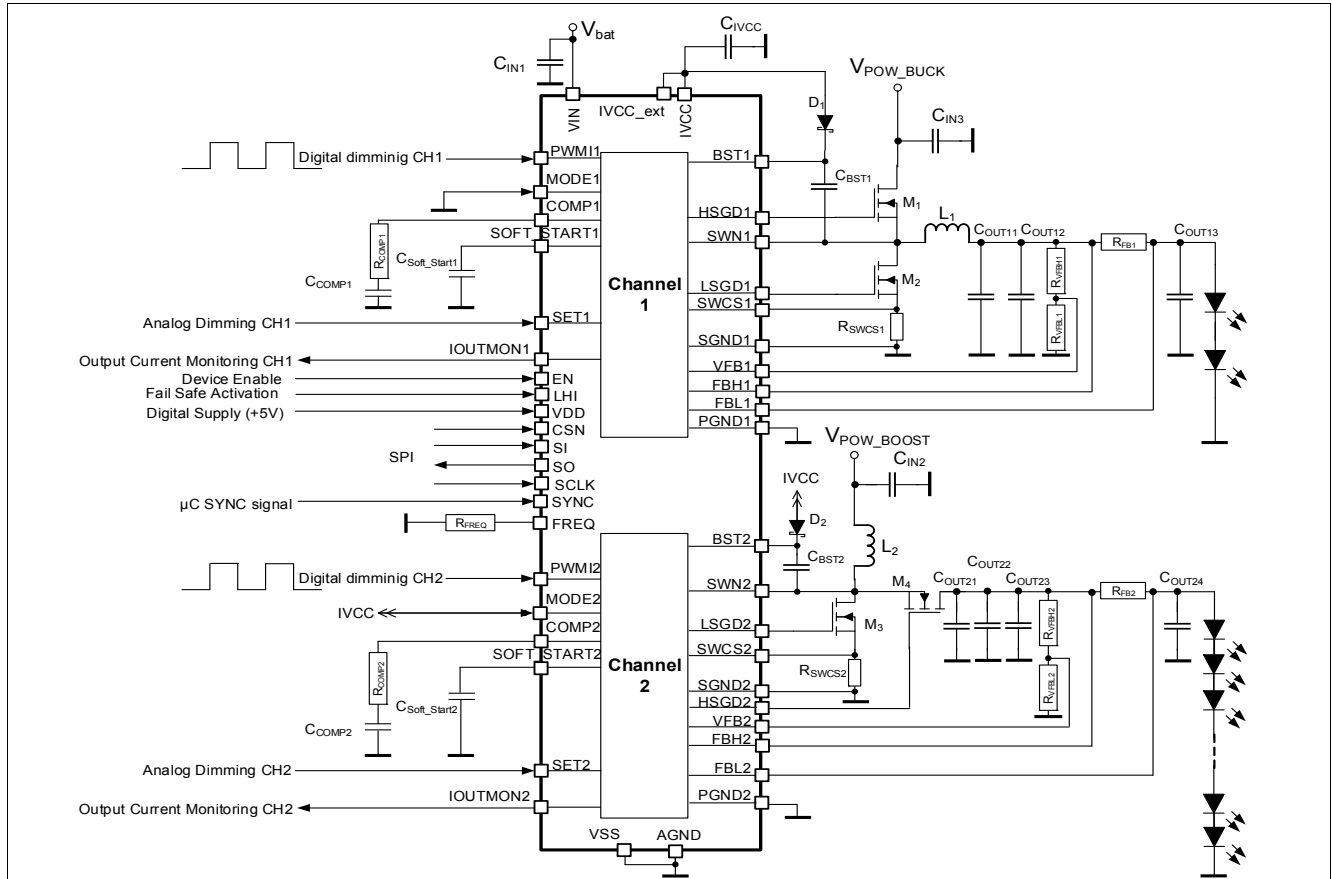 Vbat
CIVCC
CIN1
VPOW_BUCK
VIN
IVCC_ext
IVCC
D1
CIN3
Digital dimminig CH1
PWMI1
BST1
MODE1
CBST1
COMP1
HSGD1
M1
L1
SOFT_START1
SWN1
COUT11
COUT12
RFB1
COUT13
RCOMP1
CSoft_Start1
CCOMP1
Channel
1
LSGD1
M2
RVFBH1
SWCS1
Analog Dimming CH1
SET1
RSWCS1
RVFBL1
SGND1
Output Current Monitoring CH1
IOUTMON1
VFB1
Device Enable
EN
FBH1
Fail Safe Activation
LHI
FBL1
Digital Supply (+5V)
VDD
PGND1
CSN
SI
VPOW_BOOST
SPI
SO
CIN2
SCLK
IVCC
µC SYNC signal
SYNC
RFREQ
FREQ
D2
BST2
L2
CBST2
Digital dimminig CH2
PWMI2
SWN2
M4
COUT21
COUT22
COUT23
RFB2
COUT24
IVCC
MODE2
COMP2
LSGD2
M3
RVFBH2
SOFT_START2
SWCS2
Channel
2
RCOMP2
CSoft_Start2
RSWCS2
RVFBL2
SGND2
HSGD2
CCOMP2
VFB2
FBH2
Analog Dimming CH2
SET2
FBL2
Output Current Monitoring CH2
IOUTMON2
PGND2
VSS
AGND